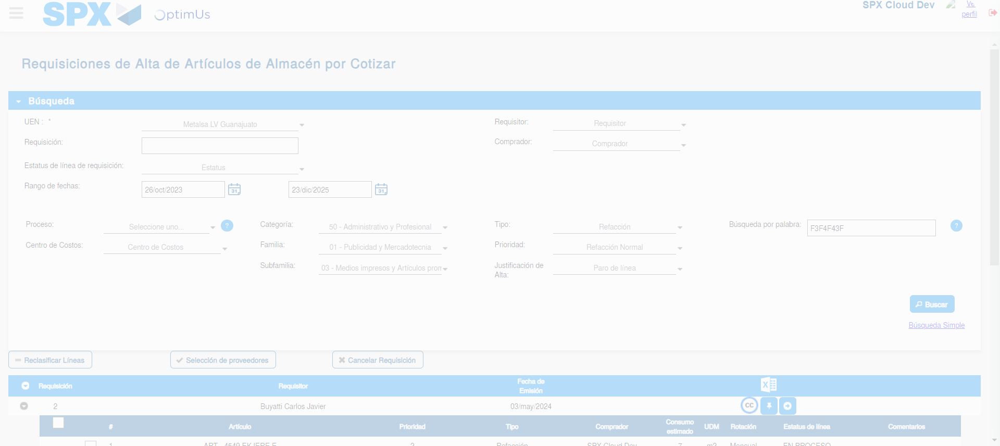 SPX OptimUs SPX Cloud Dev
perfil
Requisiciones de Alta de Artículos de Almacén por Cotizar
Búsqueda
UEN : * Metalsa LV Guanajuato Requisitor: Requisitor
Requisición: Comprador: Comprador
Estatus de línea de requisición: Estatus
Rango de fechas: 26/oct/2023 31 23/dic/2025 31
Proceso: Seleccione uno... ? Categoría: 50 - Administrativo y Profesional Tipo: Refacción Búsqueda por palabra: F3F4F43F ?
Centro de Costos: Centro de Costos Familia: 01 - Publicidad y Mercadotecnia Prioridad: Refacción Normal
Subfamilia: 03 - Medios impresos y Artículos pron Justificación de
Alta: Paro de línea
Buscar
Búsqueda Simple
Reclasificar Líneas Selección de proveedores Cancelar Requisición
Requisición Requisitor Fecha de
Emisión X
2 Buyatti Carlos Javier 03/may/2024 CC
# Artículo Prioridad Tipo Comprador Consumo
estimado UDM Rotación Estatus de línea Comentarios
1 2 Refacción SPX Cloud Dev 7 m2 Mensual EN PROCESO